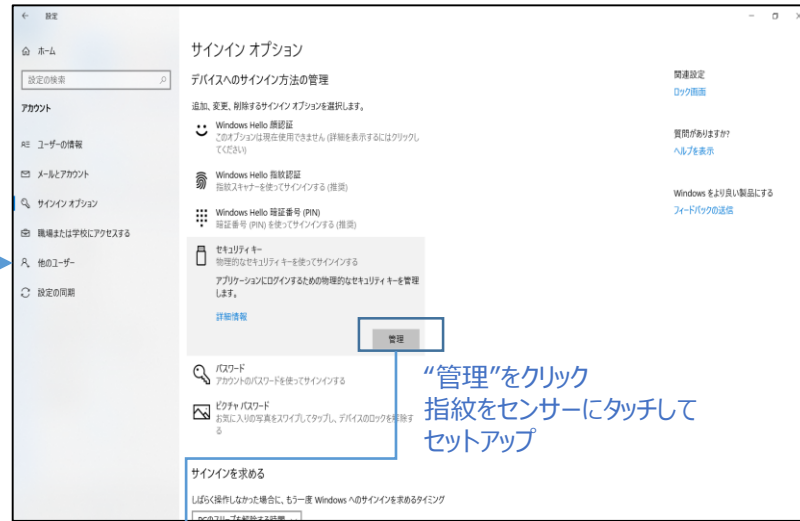 設定
ホーム
設定の検索
アカウント
ユーザーの情報
メールとアカウント
サインイン オプション
職場または学校にアクセスする
他のユーザー
設定の同期
サインイン オプション
デバイスへのサインイン方法の管理
追加、変更、削除するサインイン オプションを選択します。
Windows Hello 顔認証
このオプションは現在使用できません (詳細を表示するにはクリックし
てください)
Windows Hello 指紋認証
指紋スキャナーを使ってサインインする (推奨)
Windows Hello 暗証番号 (PIN)
暗証番号 (PIN) を使ってサインインする (推奨)
セキュリティ キー
物理的なセキュリティ キーを使ってサインインする
アプリケーションにログインするための物理的なセキュリティ キーを管理
します。
詳細情報
管理
パスワード
アカウントのパスワードを使ってサインインする
ピクチャ パスワード
お気に入りの写真をスワイプしてタップし、デバイスのロックを解除す
る
サインインを求める
しばらく操作しなかった場合に、もう一度 Windows へのサインインを求めるタイミング
PCのスリープを解除する時間
関連設定
ロック画面
質問がありますか?
ヘルプを表示
Windows をより良い製品にする
フィードバックの送信
“管理”をクリック
指紋をセンサーにタッチして
セットアップ